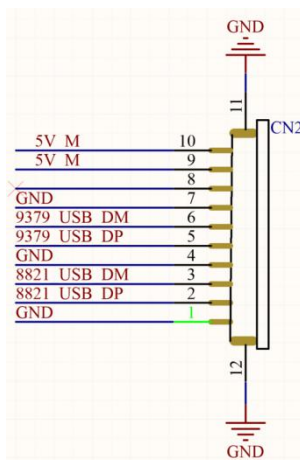 GND
11
CN2
5V_M 10
5V_M 9
8
GND 7
9379_USB_DM 6
9379_USB_DP 5
GND 4
8821_USB_DM 3
8821_USB_DP 2
GND 1
12
GND